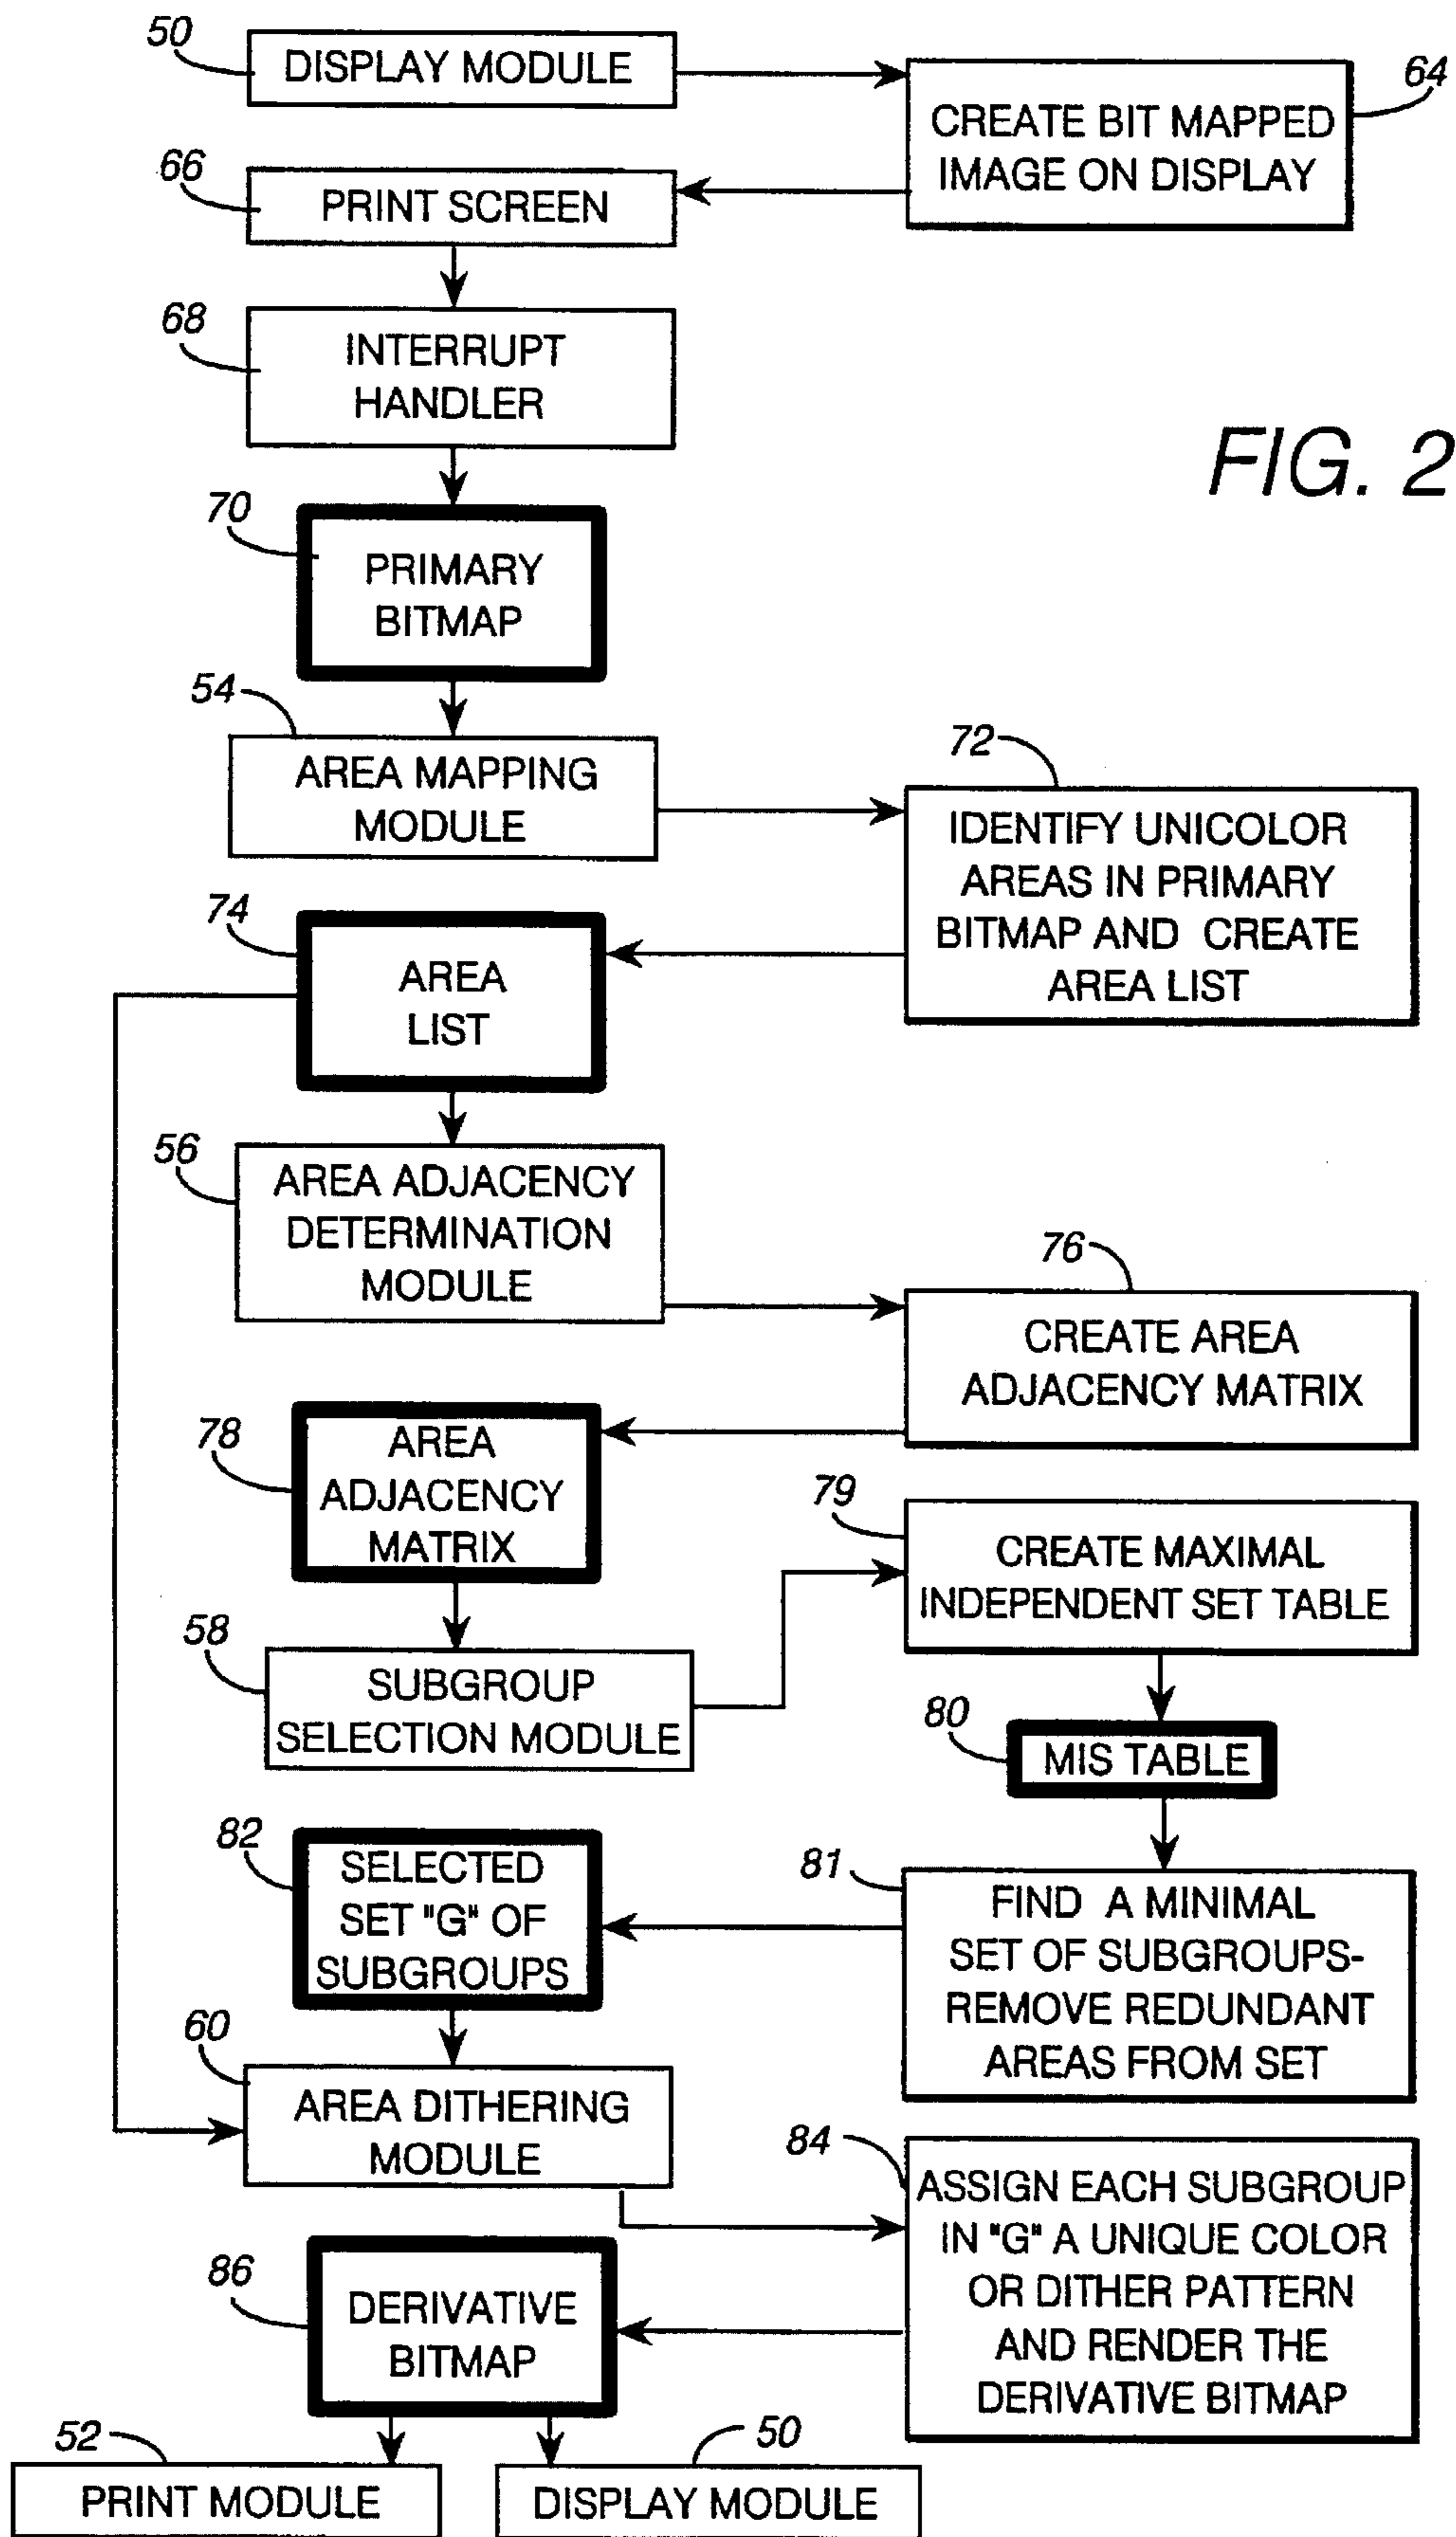 50
DISPLAY MODULE
64
CREATE BIT MAPPED
IMAGE ON DISPLAY
66
PRINT SCREEN
68
INTERRUPT
HANDLER
FIG. 2
70
PRIMARY
BITMAP
54
AREA MAPPING
MODULE
72
IDENTIFY UNICOLOR
AREAS IN PRIMARY
BITMAP AND CREATE
AREA LIST
74
AREA
LIST
56
AREA ADJACENCY
DETERMINATION
MODULE
76
CREATE AREA
ADJACENCY MATRIX
78
AREA
ADJACENCY
MATRIX
79
CREATE MAXIMAL
INDEPENDENT SET TABLE
58
SUBGROUP
SELECTION MODULE
80
MIS TABLE
82
SELECTED
SET "G" OF
SUBGROUPS
81
FIND A MINIMAL
SET OF SUBGROUPS-
REMOVE REDUNDANT
AREAS FROM SET
60
AREA DITHERING
MODULE
84
ASSIGN EACH SUBGROUP
IN "G" A UNIQUE COLOR
OR DITHER PATTERN
AND RENDER THE
DERIVATIVE BITMAP
86
DERIVATIVE
BITMAP
52
PRINT MODULE
50
DISPLAY MODULE